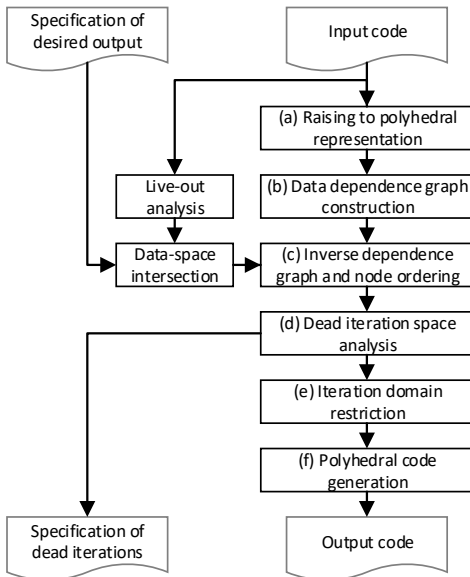 Specification of
desired output
Input code
(a) Raising to polyhedral
representation
Live-out
analysis
(b) Data dependence graph
construction
Data-space
intersection
(c) Inverse dependence
graph and node ordering
(d) Dead iteration space
analysis
(e) Iteration domain
restriction
(f) Polyhedral code
generation
Specification of
dead iterations
Output code